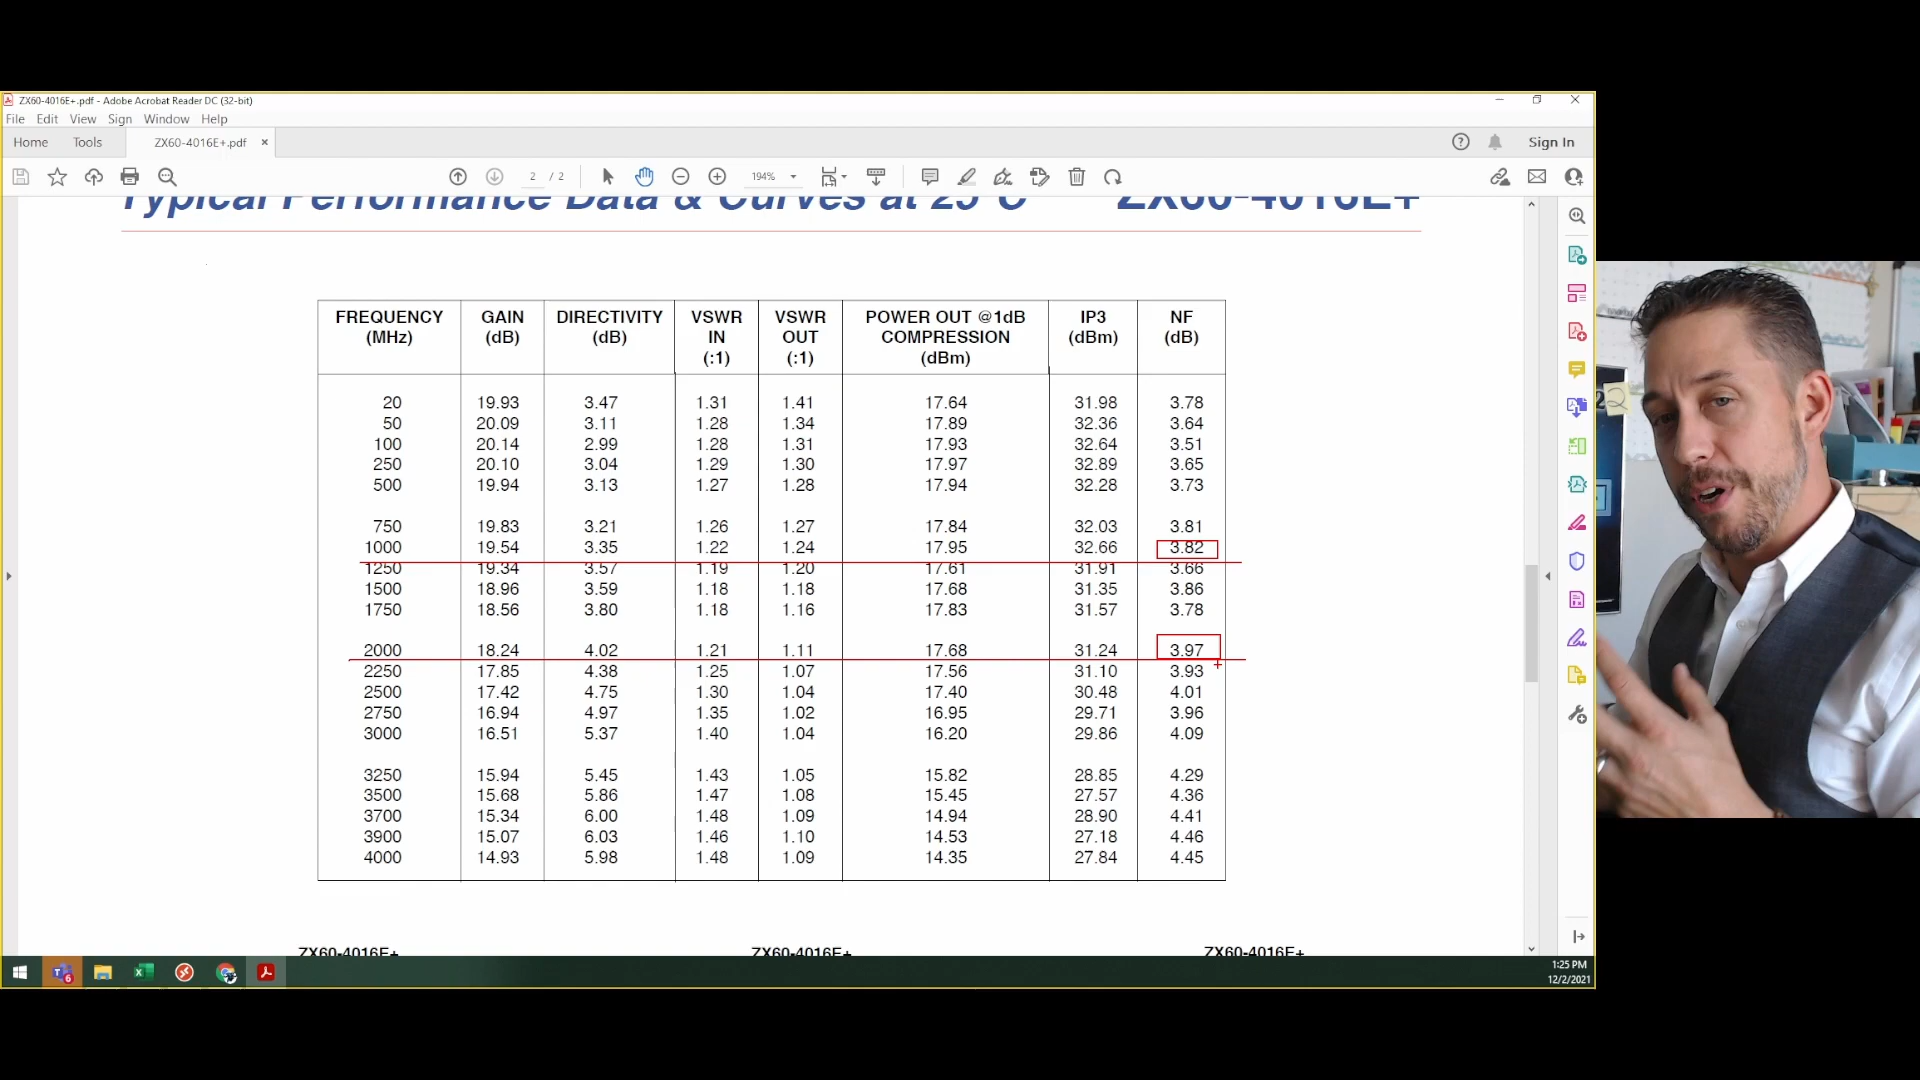 ZX60-4016E+.pdf - Adobe Acrobat Reader DC (32-bit)
File Edit View Sign Window Help
Home Tools ZX60-4016E+.pdf × Sign In
2 / 2 194%
Typical Performance Data & Curves at 25°C ZX60-4016E+
FREQUENCY (MHz) GAIN (dB) DIRECTIVITY (dB) VSWR IN (:1) VSWR OUT (:1) POWER OUT @1dB COMPRESSION (dBm) IP3 (dBm) NF (dB)
20 19.93 3.47 1.31 1.41 17.64 31.98 3.78
50 20.09 3.11 1.28 1.34 17.89 32.36 3.64
100 20.14 2.99 1.28 1.31 17.93 32.64 3.51
250 20.10 3.04 1.29 1.30 17.97 32.89 3.65
500 19.94 3.13 1.27 1.28 17.94 32.28 3.73
750 19.83 3.21 1.26 1.27 17.84 32.03 3.81
1000 19.54 3.35 1.22 1.24 17.95 32.66 3.82
1250 19.34 3.57 1.19 1.20 17.61 31.91 3.66
1500 18.96 3.59 1.18 1.18 17.68 31.35 3.86
1750 18.56 3.80 1.18 1.16 17.83 31.57 3.78
2000 18.24 4.02 1.21 1.11 17.68 31.24 3.97
2250 17.85 4.38 1.25 1.07 17.56 31.10 3.93
2500 17.42 4.75 1.30 1.04 17.40 30.48 4.01
2750 16.94 4.97 1.35 1.02 16.95 29.71 3.96
3000 16.51 5.37 1.40 1.04 16.20 29.86 4.09
3250 15.94 5.45 1.43 1.05 15.82 28.85 4.29
3500 15.68 5.86 1.47 1.08 15.45 27.57 4.36
3700 15.34 6.00 1.48 1.09 14.94 28.90 4.41
3900 15.07 6.03 1.46 1.10 14.53 27.18 4.46
4000 14.93 5.98 1.48 1.09 14.35 27.84 4.45
ZX60-4016E+ ZX60-4016E+ ZX60-4016E+
1:25 PM
12/2/2021